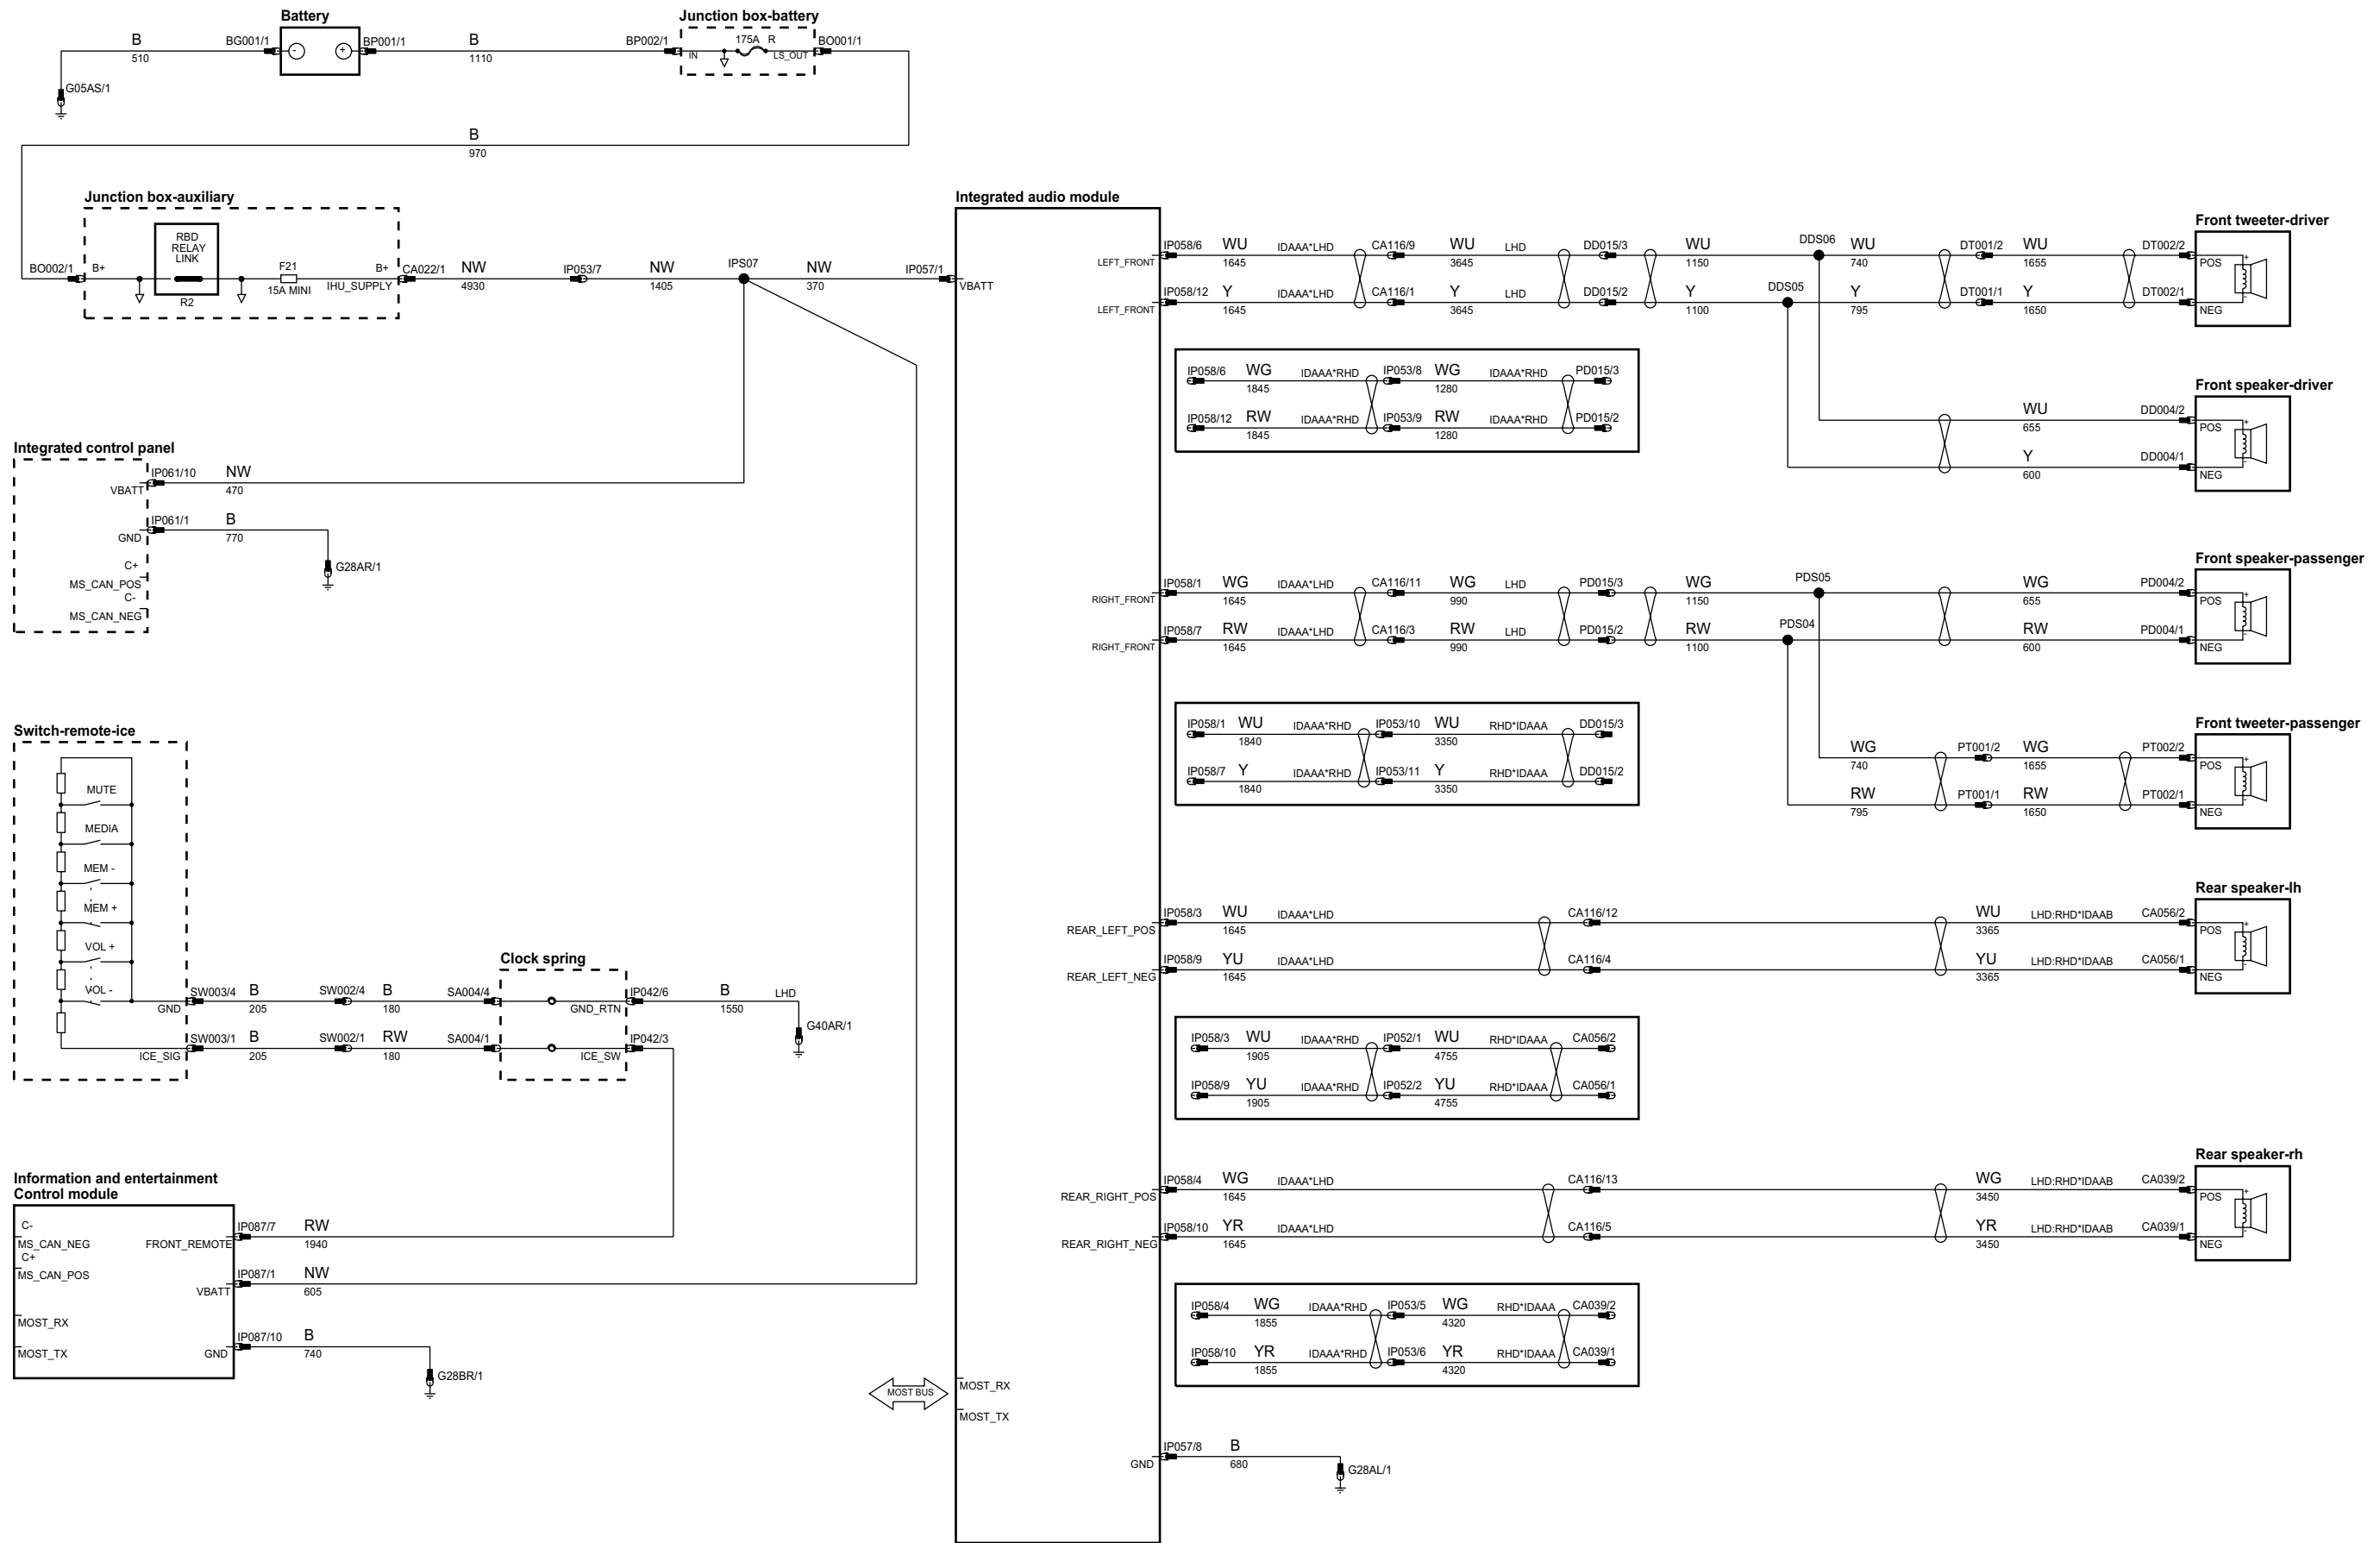 Battery
Junction box-battery
B
510
BG001/1
-
+
BP001/1
B
1110
BP002/1
IN
175A R
LS_OUT
BO001/1
G05AS/1
B
970
Junction box-auxiliary
RBD
RELAY
LINK
R2
BO002/1
B+
F21
15A MINI
B+
IHU_SUPPLY
CA022/1
NW
4930
IP053/7
NW
1405
IPS07
NW
370
IP057/1
Integrated audio module
VBATT
Integrated control panel
IP061/10
NW
470
VBATT
IP061/1
B
770
GND
G28AR/1
C+
MS_CAN_POS
C-
MS_CAN_NEG
Switch-remote-ice
MUTE
MEDIA
MEM -
MEM +
VOL +
VOL -
GND
ICE_SIG
SW003/4
B
205
SW002/4
B
180
SA004/4
SW003/1
B
205
SW002/1
RW
180
SA004/1
Clock spring
GND_RTN
ICE_SW
IP042/6
B
1550
LHD
G40AR/1
IP042/3
Information and entertainment
Control module
C-
MS_CAN_NEG
C+
MS_CAN_POS
MOST_RX
MOST_TX
FRONT_REMOTE
VBATT
GND
IP087/7
RW
1940
IP087/1
NW
605
IP087/10
B
740
G28BR/1
MOST BUS
MOST_RX
MOST_TX
LEFT_FRONT
IP058/6
WU
1645
IDAAA*LHD
CA116/9
WU
3645
LHD
DD015/3
WU
1150
DDS06
WU
740
DT001/2
WU
1655
DT002/2
LEFT_FRONT
IP058/12
Y
1645
IDAAA*LHD
CA116/1
Y
3645
LHD
DD015/2
Y
1100
DDS05
Y
795
DT001/1
Y
1650
DT002/1
Front tweeter-driver
POS
+
-
NEG
IP058/6
WG
1845
IDAAA*RHD
IP053/8
WG
1280
IDAAA*RHD
PD015/3
IP058/12
RW
1845
IDAAA*RHD
IP053/9
RW
1280
IDAAA*RHD
PD015/2
Front speaker-driver
WU
655
DD004/2
POS
+
-
Y
600
DD004/1
NEG
RIGHT_FRONT
IP058/1
WG
1645
IDAAA*LHD
CA116/11
WG
990
LHD
PD015/3
WG
1150
PDS05
WG
655
PD004/2
RIGHT_FRONT
IP058/7
RW
1645
IDAAA*LHD
CA116/3
RW
990
LHD
PD015/2
RW
1100
PDS04
RW
600
PD004/1
Front speaker-passenger
POS
+
-
NEG
IP058/1
WU
1840
IDAAA*RHD
IP053/10
WU
3350
RHD*IDAAA
DD015/3
IP058/7
Y
1840
IDAAA*RHD
IP053/11
Y
3350
RHD*IDAAA
DD015/2
Front tweeter-passenger
WG
740
PT001/2
WG
1655
PT002/2
POS
+
-
RW
795
PT001/1
RW
1650
PT002/1
NEG
REAR_LEFT_POS
IP058/3
WU
1645
IDAAA*LHD
CA116/12
WU
3365
LHD:RHD*IDAAB
CA056/2
REAR_LEFT_NEG
IP058/9
YU
1645
IDAAA*LHD
CA116/4
YU
3365
LHD:RHD*IDAAB
CA056/1
Rear speaker-lh
POS
+
-
NEG
IP058/3
WU
1905
IDAAA*RHD
IP052/1
WU
4755
RHD*IDAAA
CA056/2
IP058/9
YU
1905
IDAAA*RHD
IP052/2
YU
4755
RHD*IDAAA
CA056/1
REAR_RIGHT_POS
IP058/4
WG
1645
IDAAA*LHD
CA116/13
WG
3450
LHD:RHD*IDAAB
CA039/2
REAR_RIGHT_NEG
IP058/10
YR
1645
IDAAA*LHD
CA116/5
YR
3450
LHD:RHD*IDAAB
CA039/1
Rear speaker-rh
POS
+
-
NEG
IP058/4
WG
1855
IDAAA*RHD
IP053/5
WG
4320
RHD*IDAAA
CA039/2
IP058/10
YR
1855
IDAAA*RHD
IP053/6
YR
4320
RHD*IDAAA
CA039/1
GND
IP057/8
B
680
G28AL/1